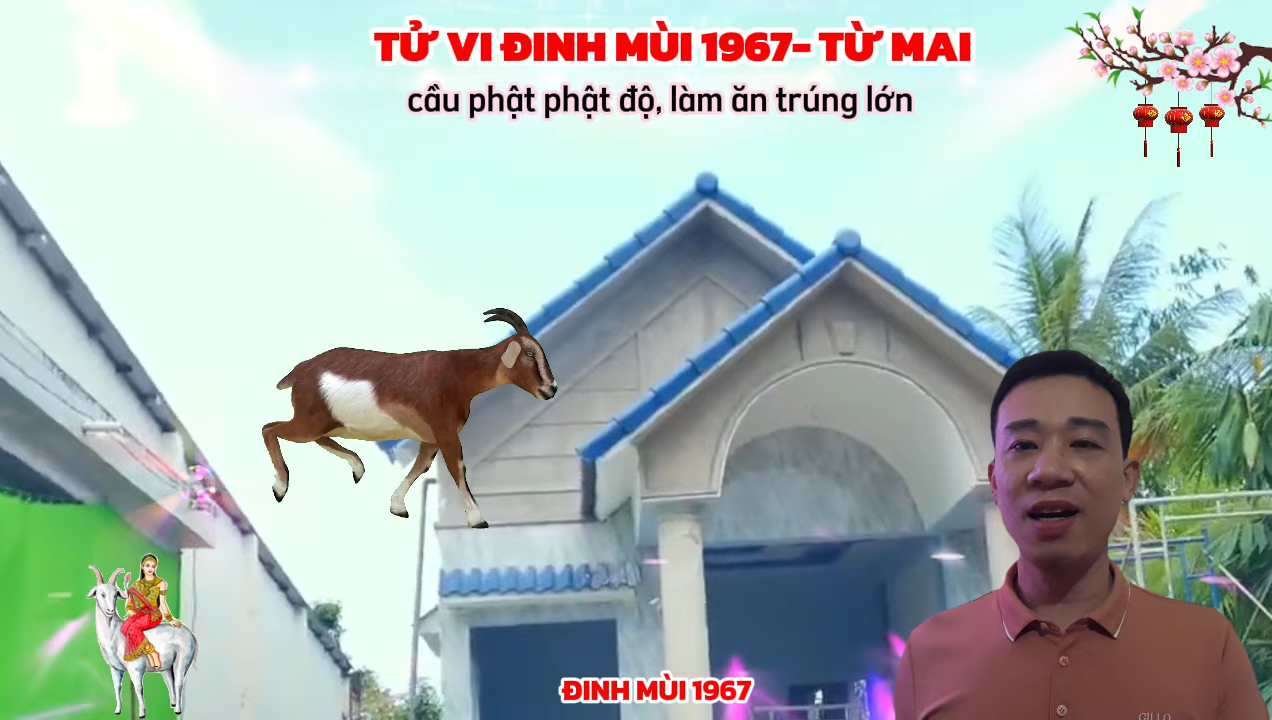 TỬ VI ĐINH MÙI 1967- TỪ MAI
cầu phật phật độ, làm ăn trúng lớn
ĐINH MÙI 1967